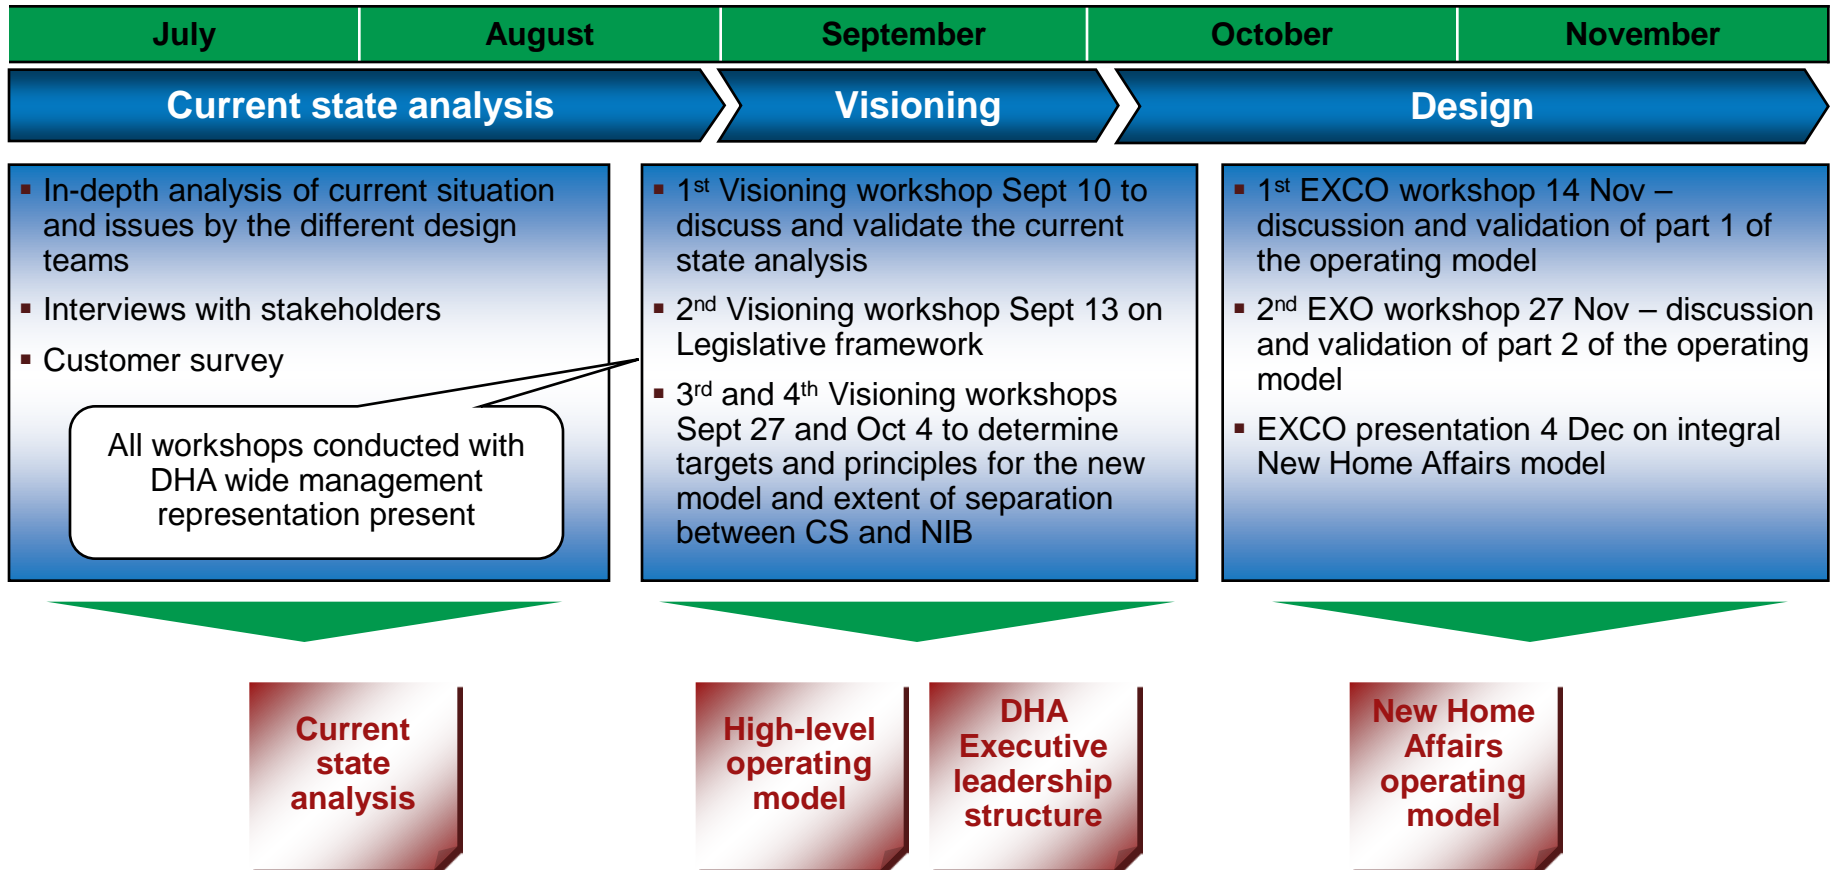 July
August
September
October
November
Current state analysis
Visioning
Design
▪ In-depth analysis of current situation
and issues by the different design
teams
▪ Interviews with stakeholders
▪ Customer survey
All workshops conducted with
DHA wide management
representation present
▪ 1st Visioning workshop Sept 10 to
discuss and validate the current
state analysis
▪ 2nd Visioning workshop Sept 13 on
Legislative framework
▪ 3rd and 4th Visioning workshops
Sept 27 and Oct 4 to determine
targets and principles for the new
model and extent of separation
between CS and NIB
▪ 1st EXCO workshop 14 Nov –
discussion and validation of part 1 of
the operating model
▪ 2nd EXO workshop 27 Nov – discussion
and validation of part 2 of the operating
model
▪ EXCO presentation 4 Dec on integral
New Home Affairs model
Current
state
analysis
High-level
operating
model
DHA
Executive
leadership
structure
New Home
Affairs
operating
model